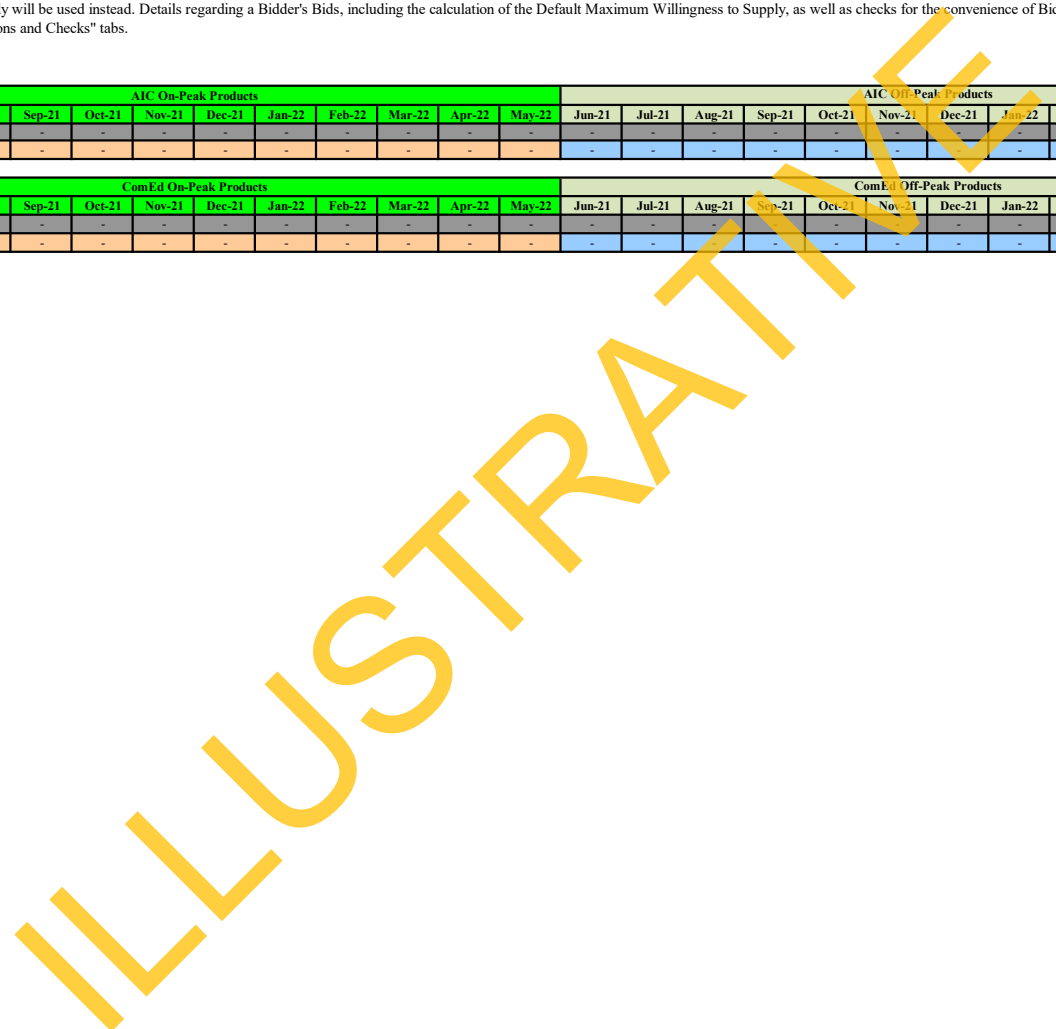 ly will be used instead. Details regarding a Bidder's Bids, including the calculation of the Default Maximum Willingness to Supply, as well as checks for the convenience of Bid
ons and Checks" tabs.
AIC On-Peak Products AIC Off-Peak Products
Sep-21 Oct-21 Nov-21 Dec-21 Jan-22 Feb-22 Mar-22 Apr-22 May-22 Jun-21 Jul-21 Aug-21 Sep-21 Oct-21 Nov-21 Dec-21 Jan-22
- - - - - - - - - - - - - - - - -
- - - - - - - - - - - - - - - - -
ComEd On-Peak Products ComEd Off-Peak Products
Sep-21 Oct-21 Nov-21 Dec-21 Jan-22 Feb-22 Mar-22 Apr-22 May-22 Jun-21 Jul-21 Aug-21 Sep-21 Oct-21 Nov-21 Dec-21 Jan-22
- - - - - - - - - - - - - - - - -
- - - - - - - - - - - - - - - - -
ILLUSTRATIVE